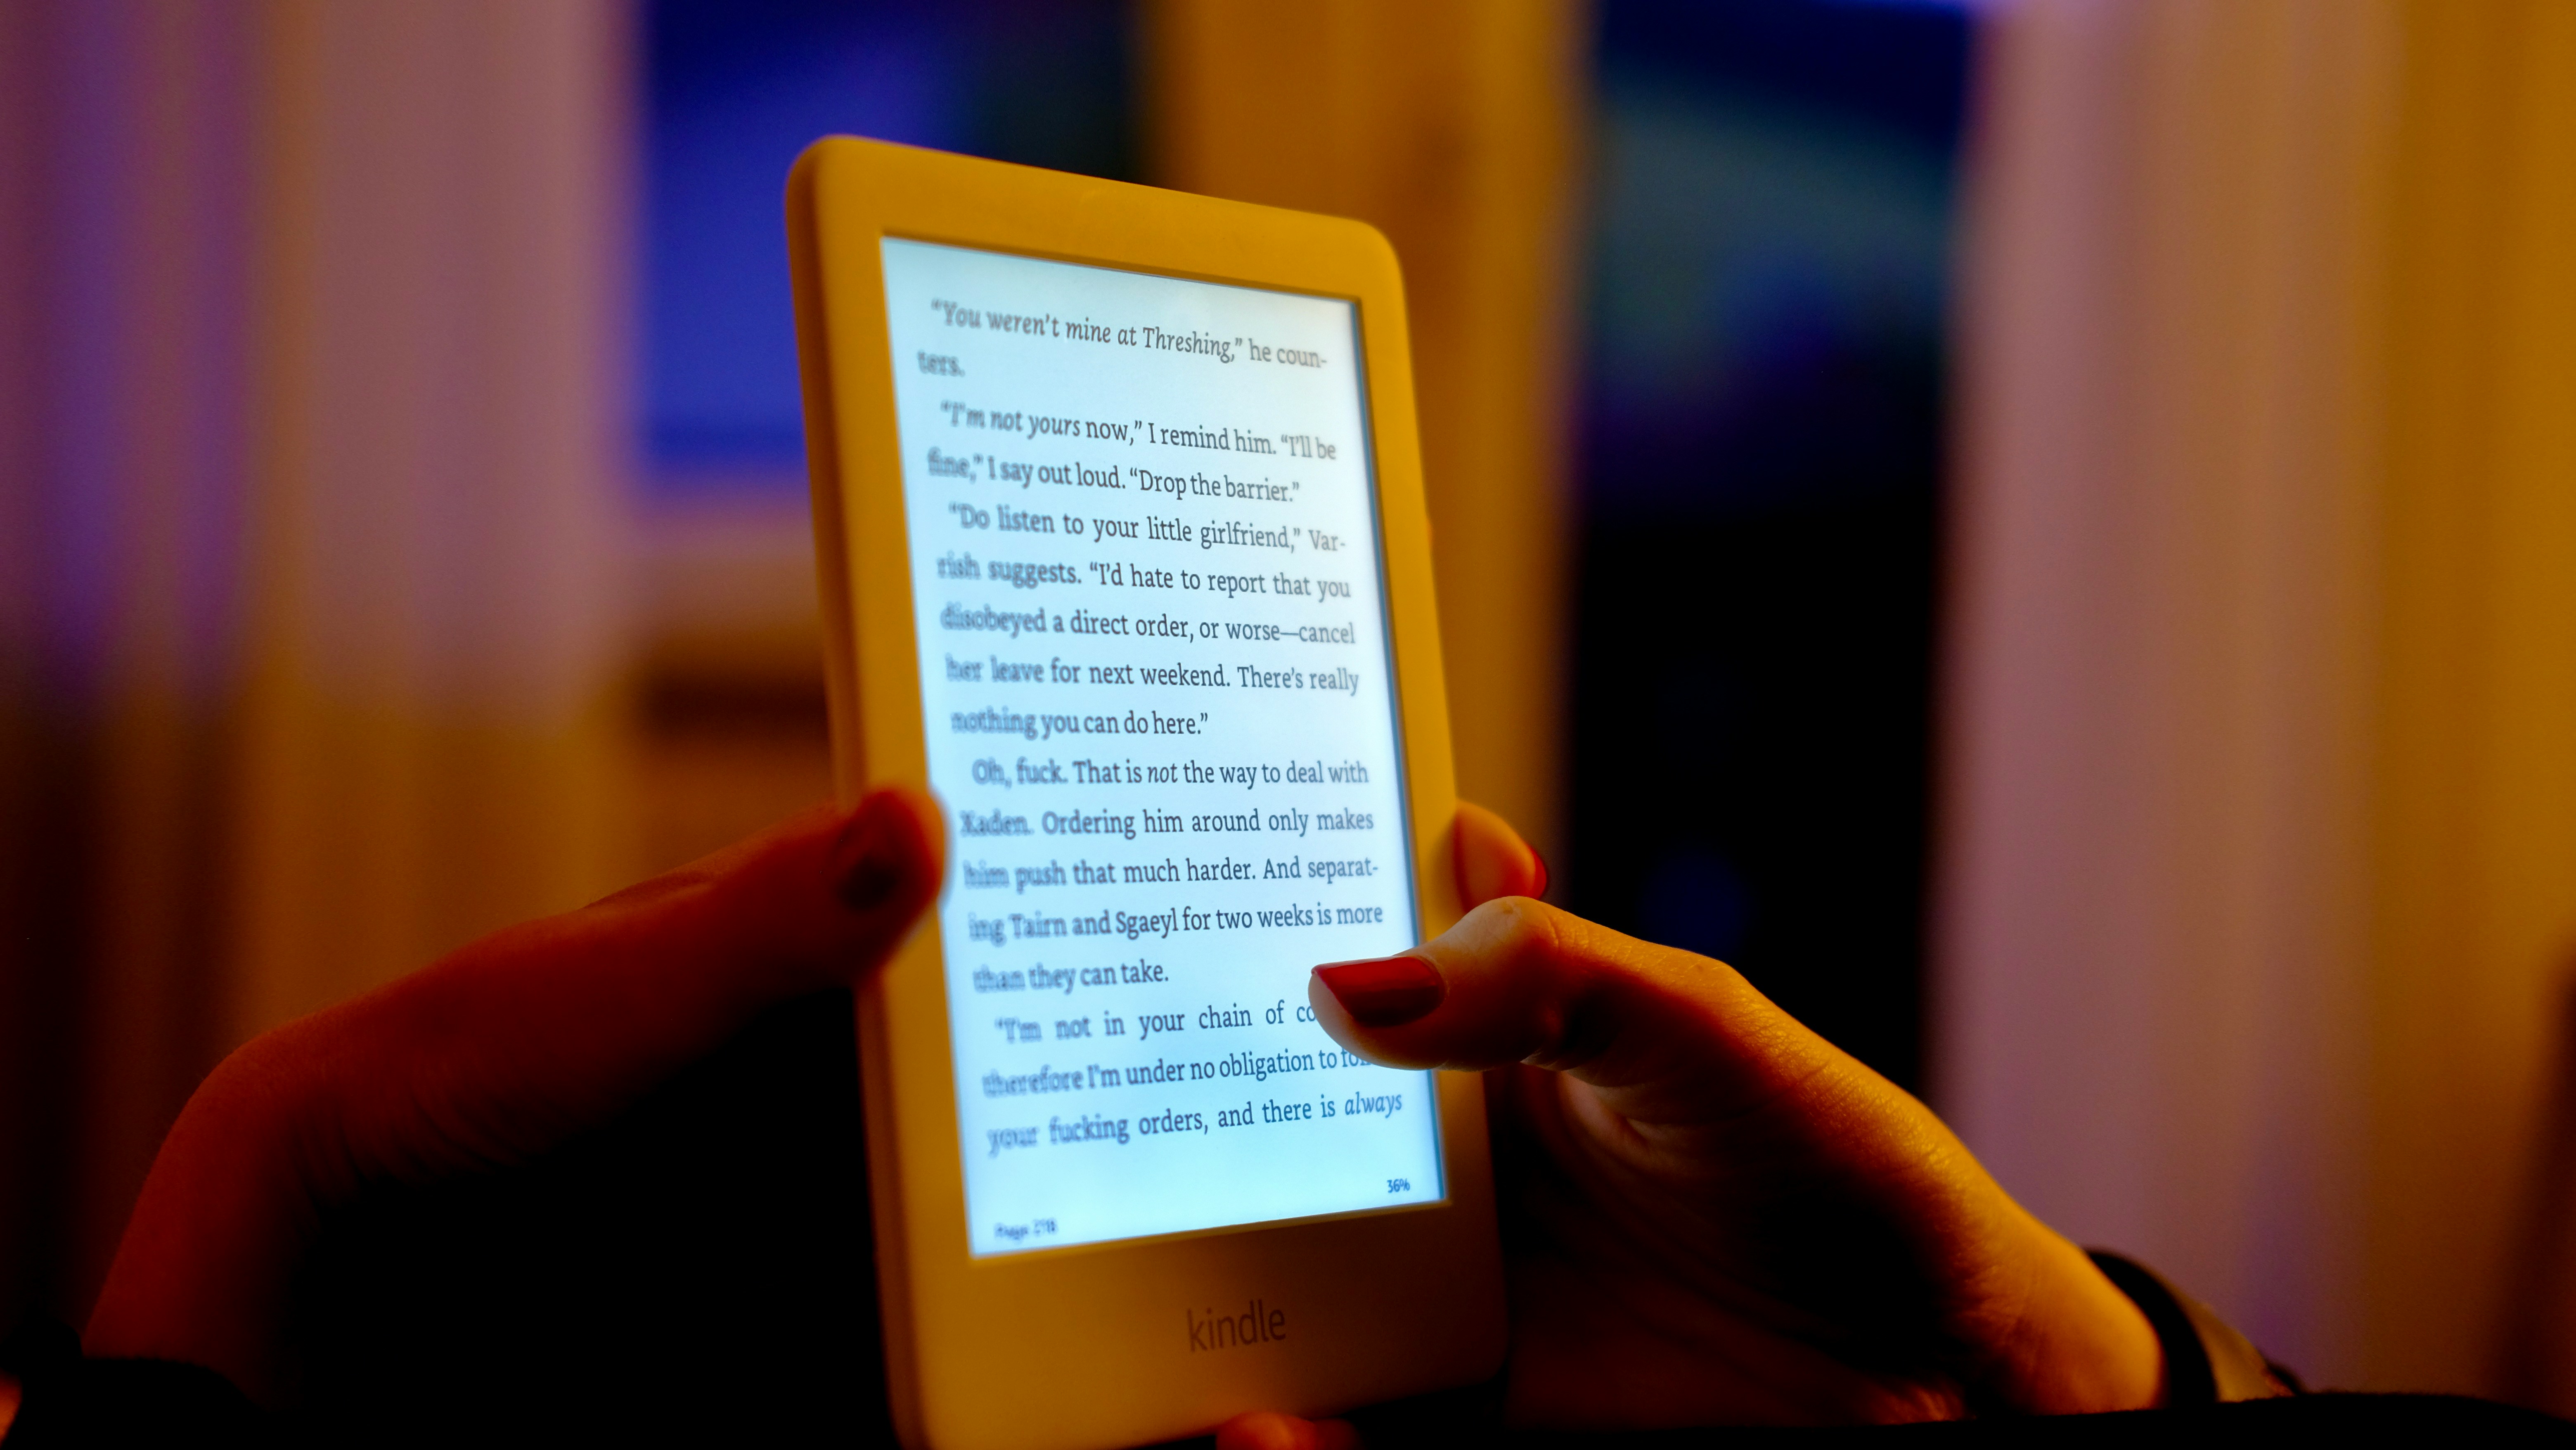 “You weren’t mine at Threshing,” he coun-
ters.
“I’m not yours now,” I remind him. “I’ll be
fine,” I say out loud. “Drop the barrier.”
“Do listen to your little girlfriend,” Var-
rish suggests. “I’d hate to report that you
disobeyed a direct order, or worse—cancel
her leave for next weekend. There’s really
nothing you can do here.”
Oh, fuck. That is not the way to deal with
Xaden. Ordering him around only makes
him push that much harder. And separat-
ing Tairn and Sgaeyl for two weeks is more
than they can take.
“I’m not in your chain of
therefore I’m under no obligation to
your fucking orders, and there is always
36%
Page
kindle